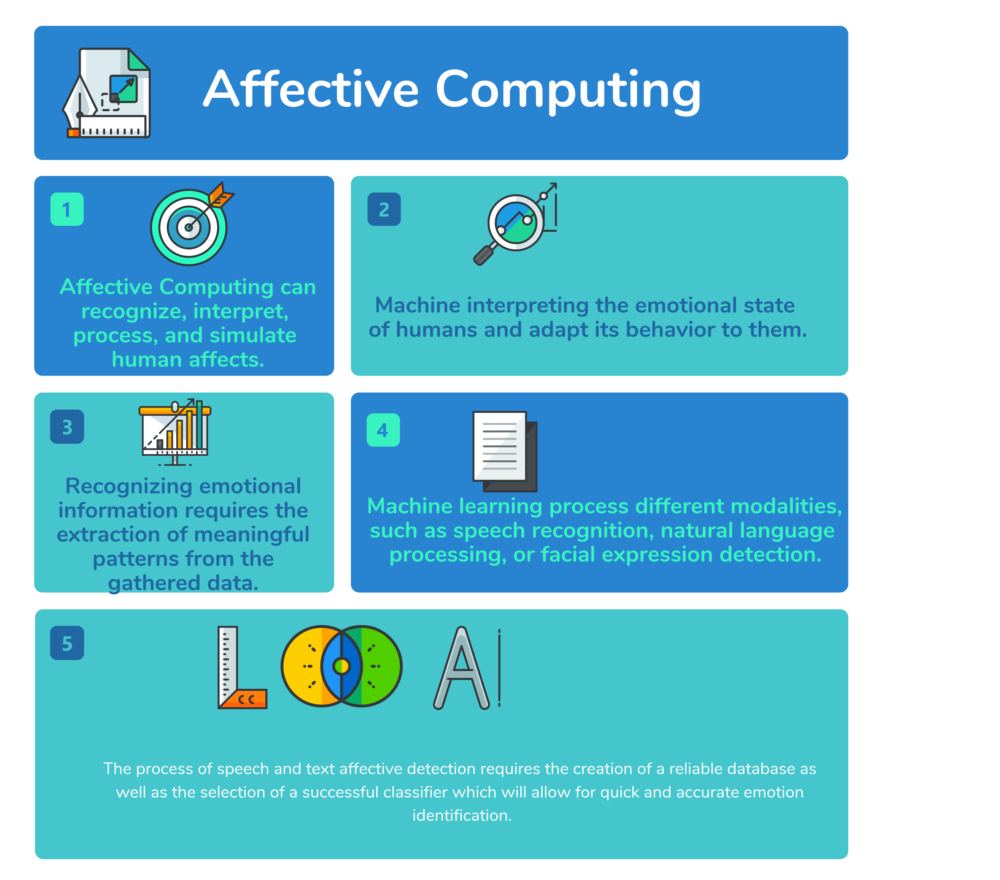 Affective Computing
1
Affective Computing can
recognize, interpret,
process, and simulate
human affects.
2
Machine interpreting the emotional state
of humans and adapt its behavior to them.
3
Recognizing emotional
information requires the
extraction of meaningful
patterns from the
gathered data.
4
Machine learning process different modalities,
such as speech recognition, natural language
processing, or facial expression detection.
5
The process of speech and text affective detection requires the creation of a reliable database as
well as the selection of a successful classifier which will allow for quick and accurate emotion
identification.